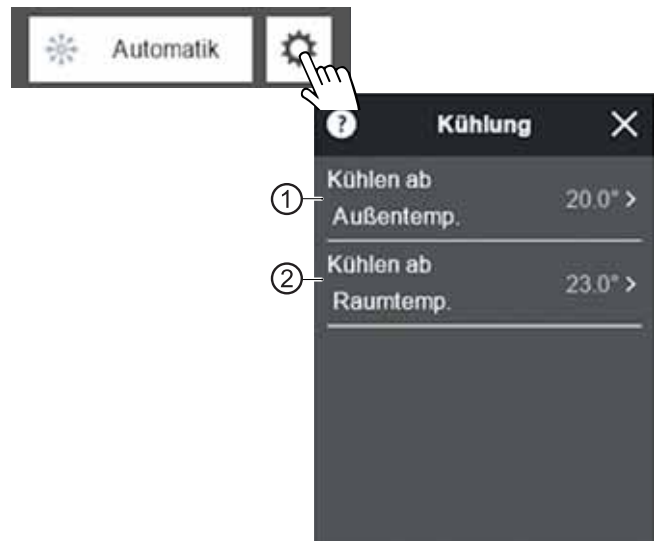 Automatik
? Kühlung X
① Kühlen ab
Außentemp. 20.0° >
② Kühlen ab
Raumtemp. 23.0° >